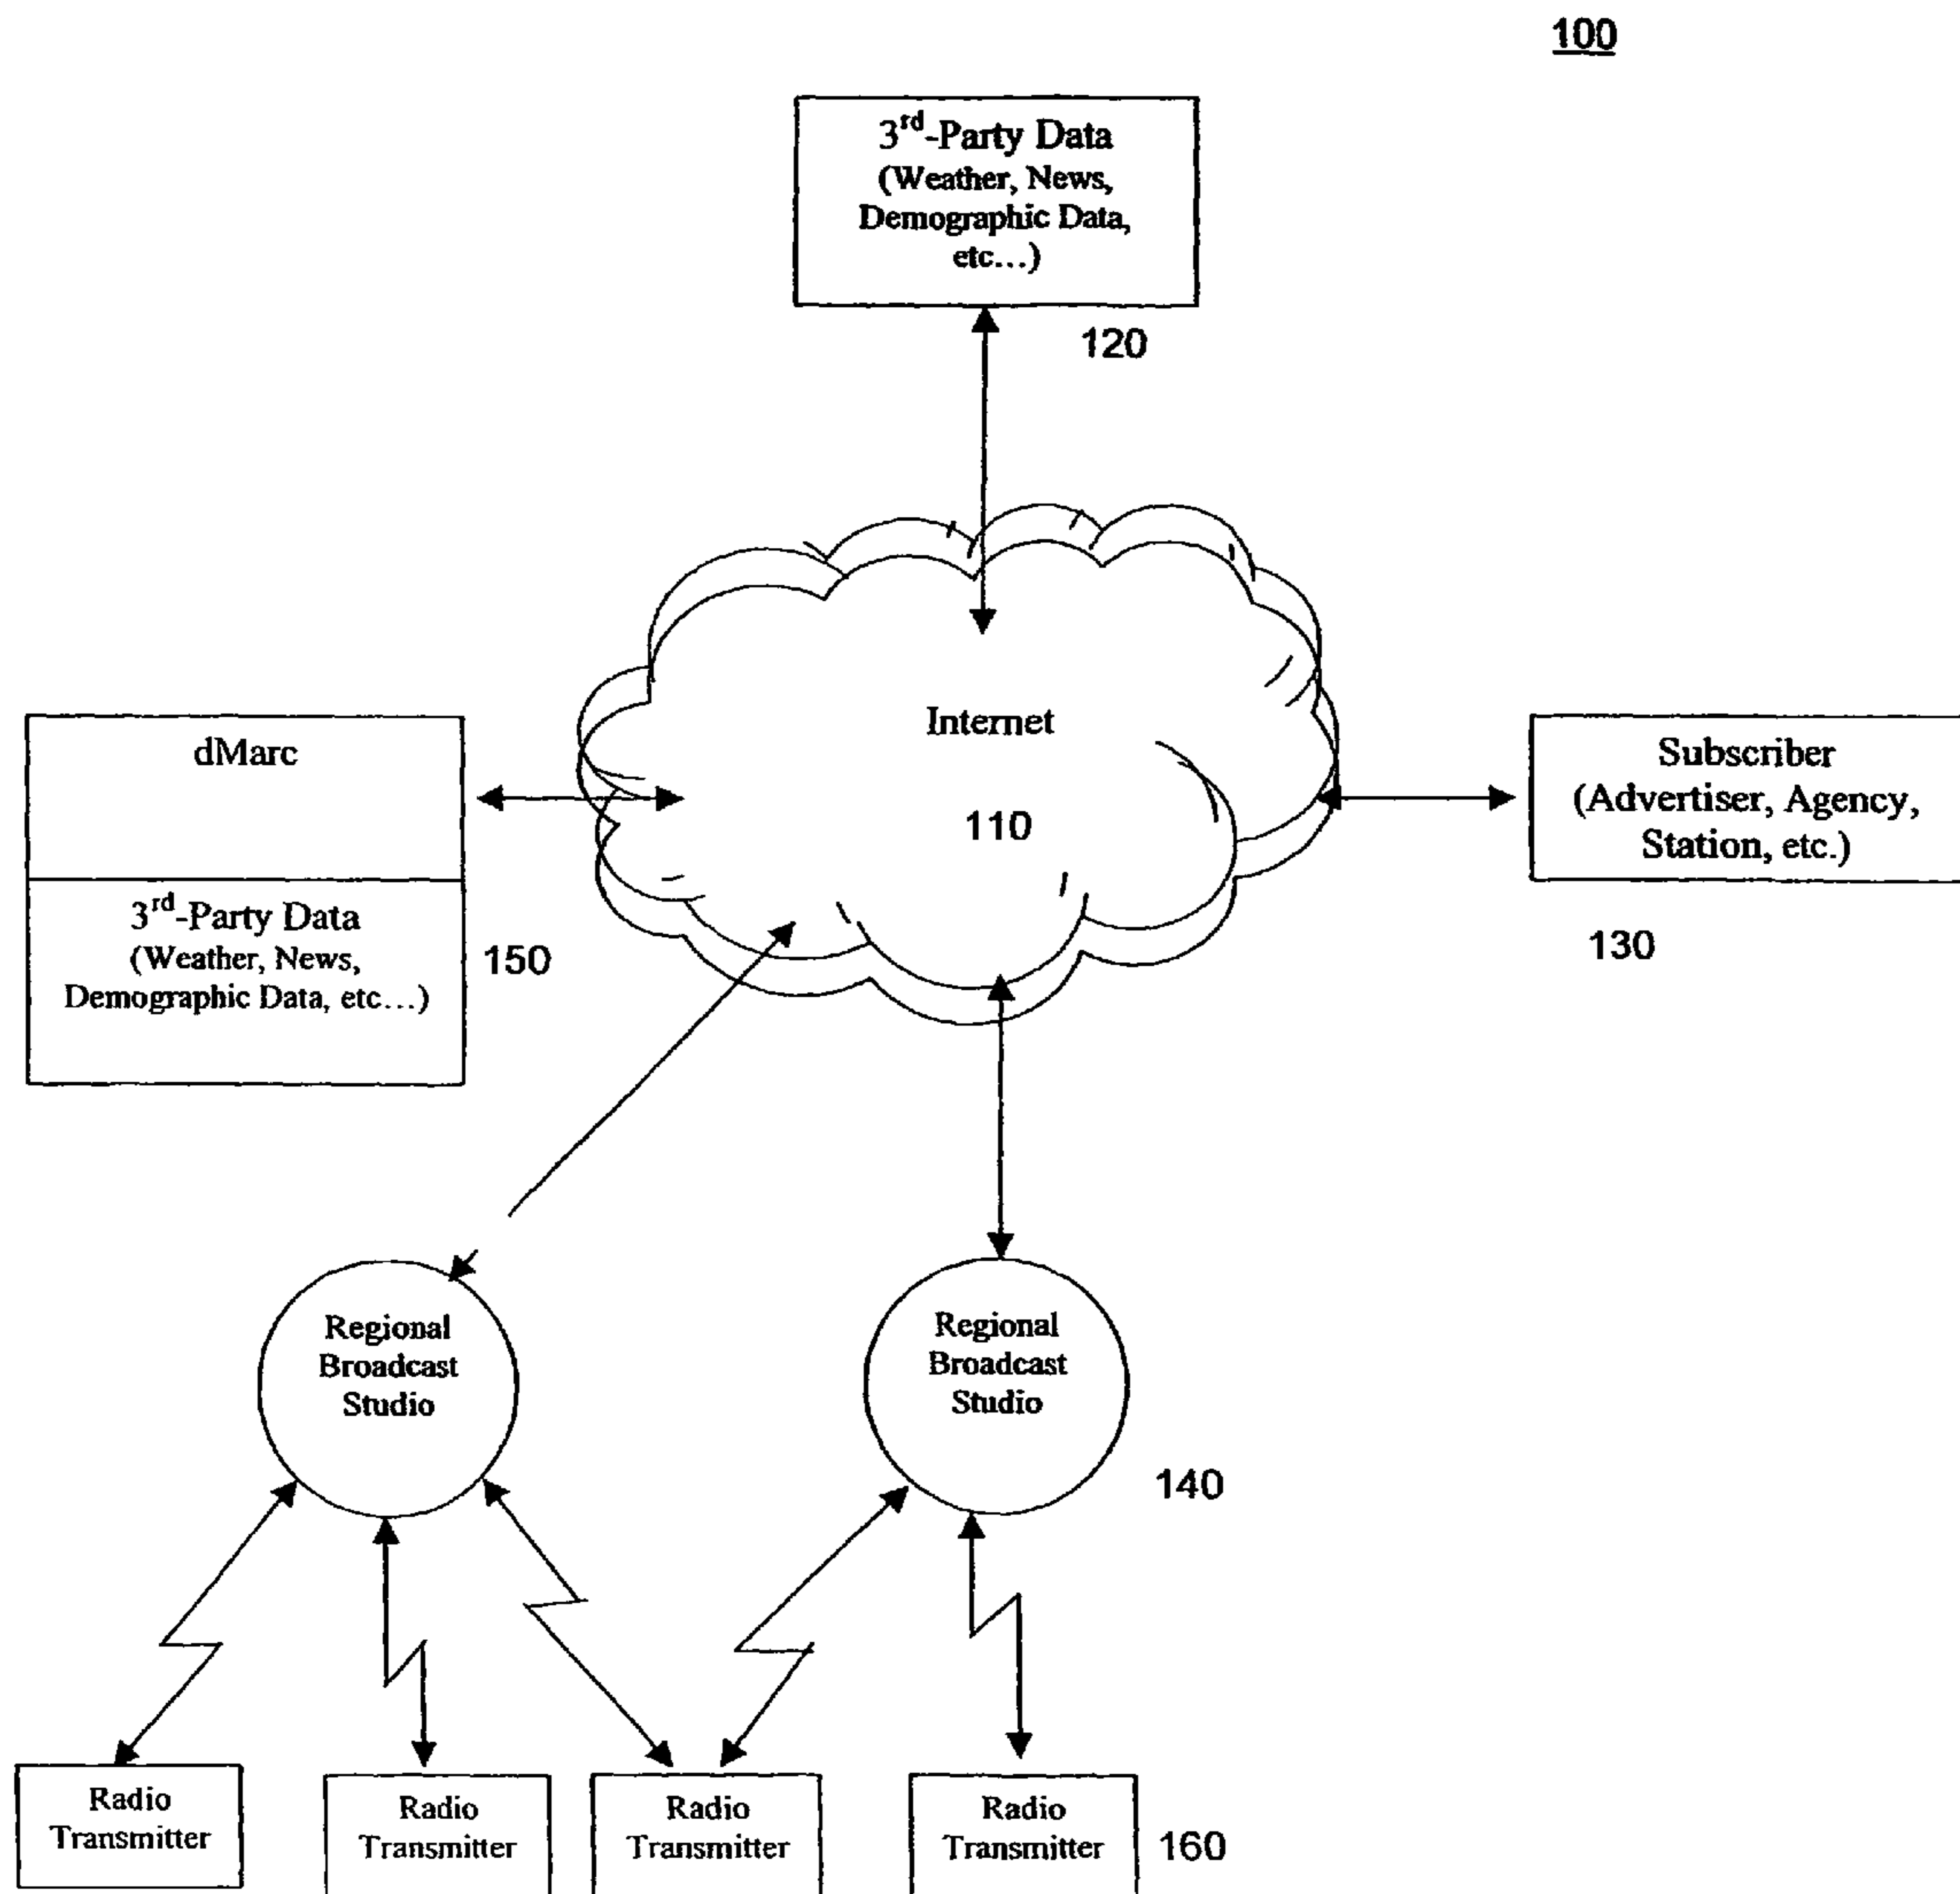 100
3rd-Party Data
(Weather, News,
Demographic Data,
etc...)
120
Internet
110
dMarc
3rd-Party Data
(Weather, News,
Demographic Data, etc...)
150
Subscriber
(Advertiser, Agency,
Station, etc.)
130
Regional
Broadcast
Studio
Regional
Broadcast
Studio
140
Radio
Transmitter
Radio
Transmitter
Radio
Transmitter
Radio
Transmitter
160